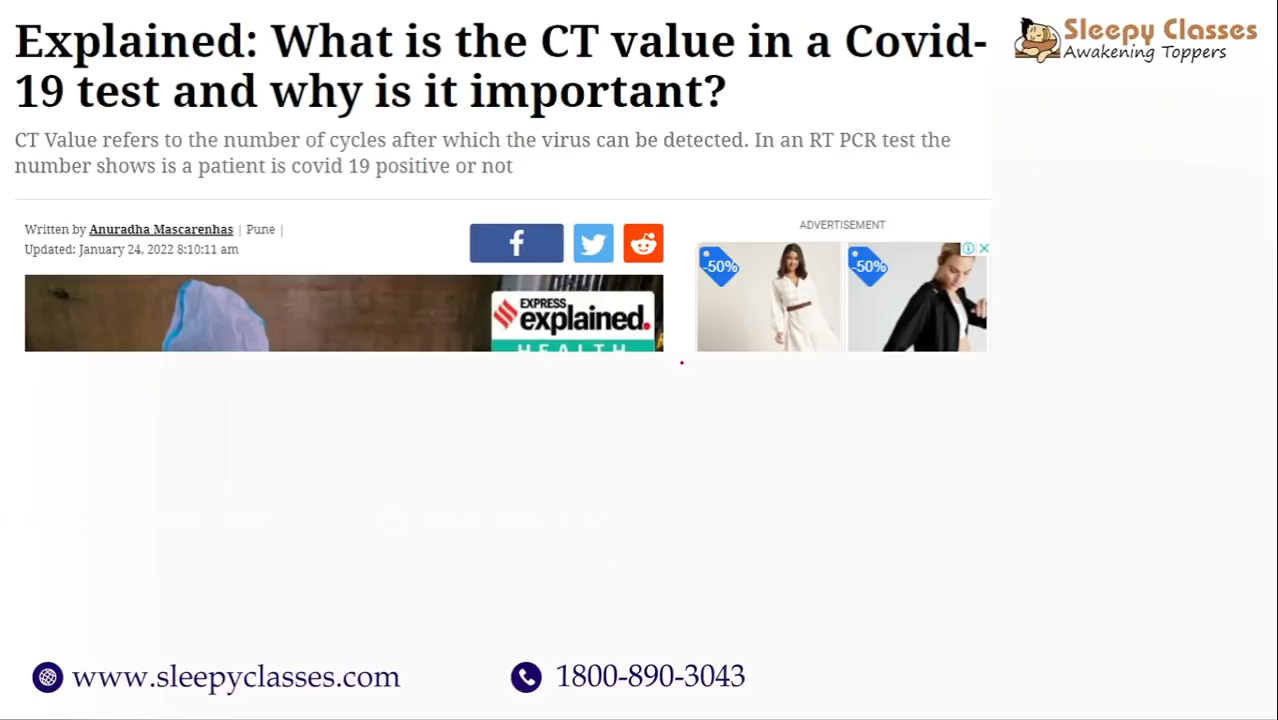 Explained: What is the CT value in a Covid-
19 test and why is it important?
Sleepy Classes
Awakening Toppers
CT Value refers to the number of cycles after which the virus can be detected. In an RT PCR test the
number shows is a patient is covid 19 positive or not
Written by Anuradha Mascarenhas | Pune |
Updated: January 24, 2022 8:10:11 am
ADVERTISEMENT
-50%
-50%
EXPRESS
explained.
HEALTH
www.sleepyclasses.com
1800-890-3043